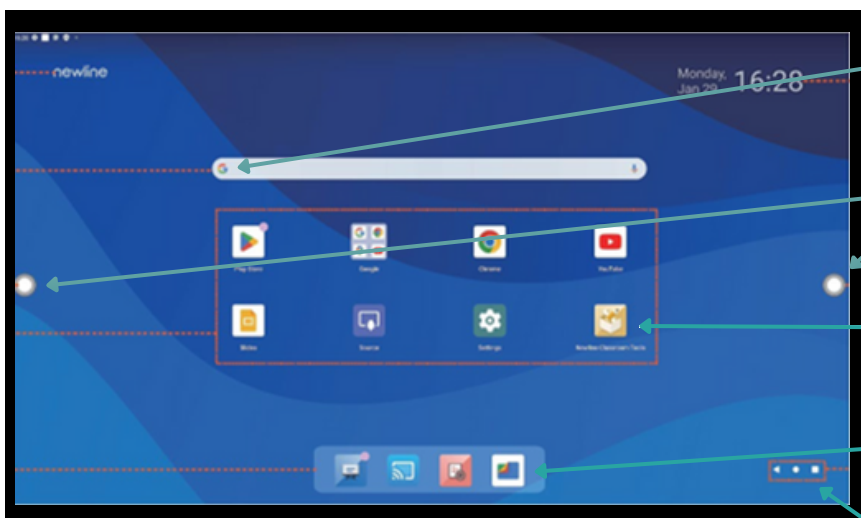 newline
Monday, 16:28
Jan 29
Play Store Google Chrome YouTube
Slides Source Settings Newline Classroom Tools